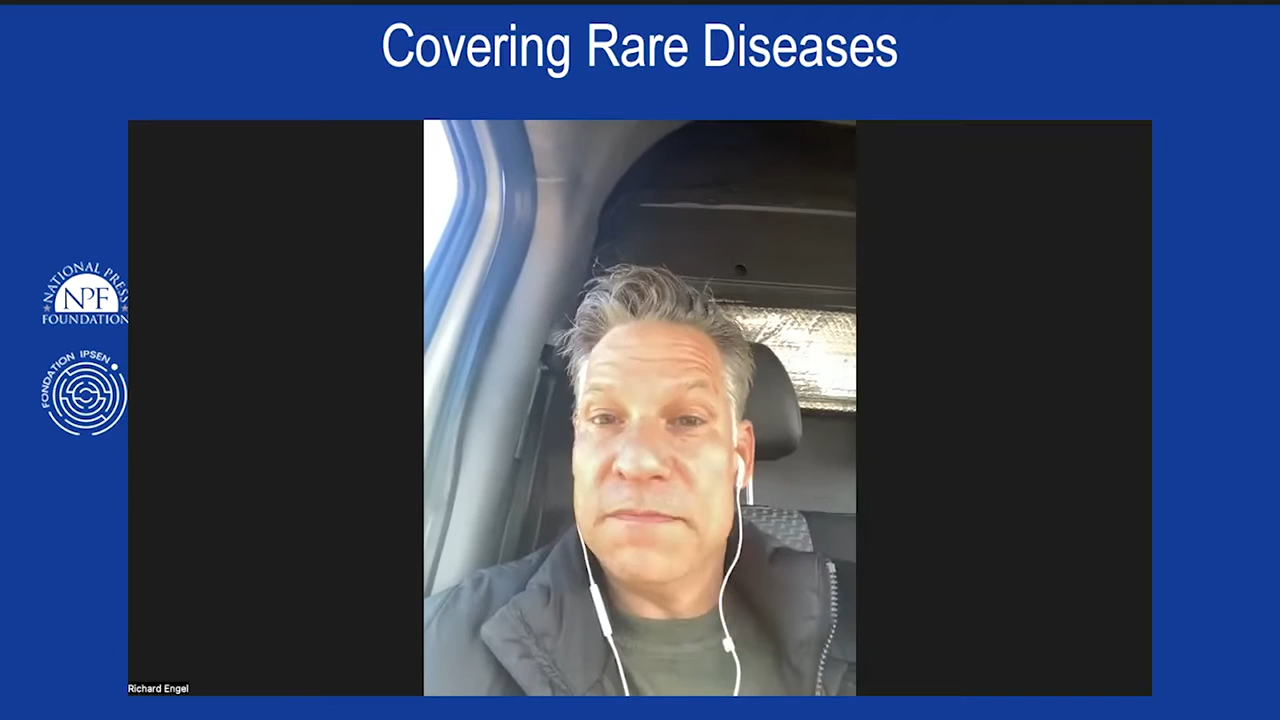 Covering Rare Diseases
NATIONAL PRESS
NPF
FOUNDATION
FONDATION IPSEN
Richard Engel